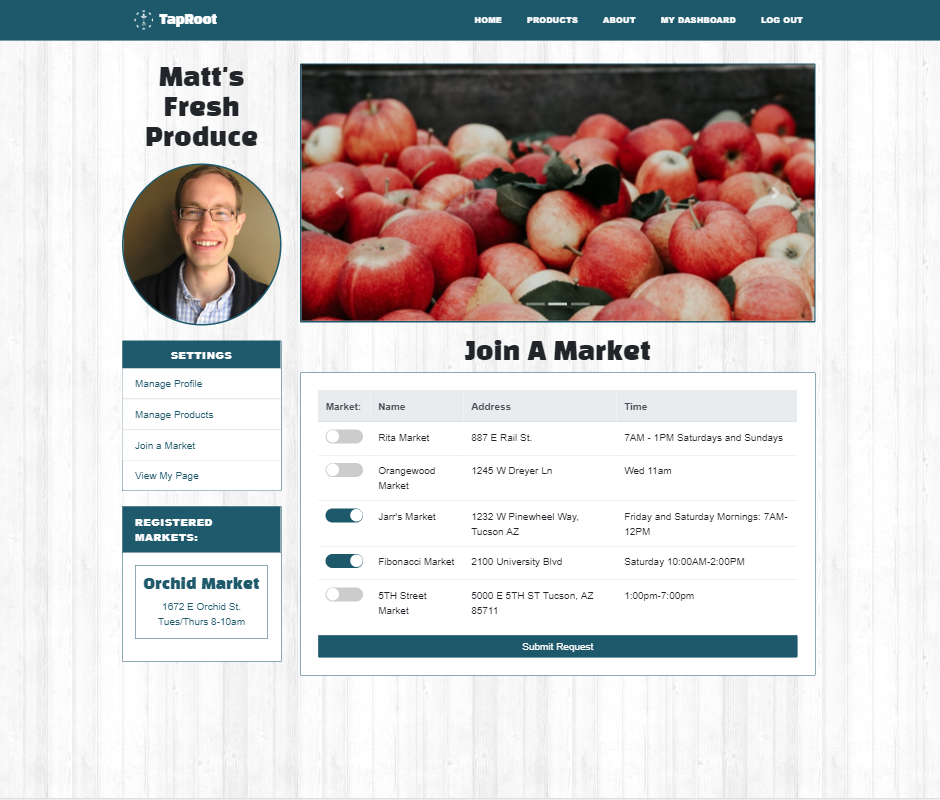 TapRoot
HOME PRODUCTS ABOUT MY DASHBOARD LOG OUT
Matt's
Fresh
Produce
SETTINGS
Manage Profile
Manage Products
Join a Market
View My Page
REGISTERED
MARKETS:
Orchid Market
1672 E Orchid St.
Tues/Thurs 8-10am
Join A Market
Market: Name Address Time
Rita Market 887 E Rail St. 7AM - 1PM Saturdays and Sundays
Orangewood 1245 W Dreyer Ln Wed 11am
Market
Jarr's Market 1232 W Pinewheel Way, Friday and Saturday Mornings: 7AM-
Tucson AZ 12PM
Fibonacci Market 2100 University Blvd Saturday 10:00AM-2:00PM
5TH Street 5000 E 5TH ST Tucson, AZ 1:00pm-7:00pm
Market 85711
Submit Request